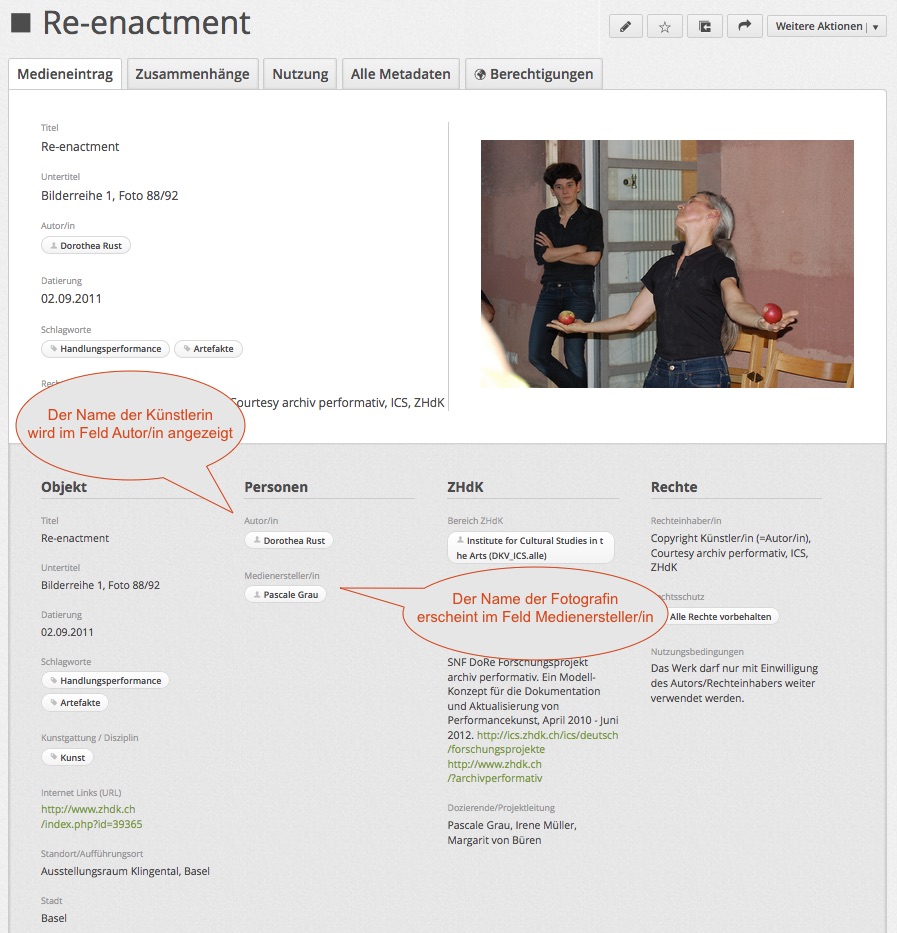 Re-enactment
Weitere Aktionen
Medieneintrag
Zusammenhänge
Nutzung
Alle Metadaten
Berechtigungen
Titel
Re-enactment
Untertitel
Bilderreihe 1, Foto 88/92
Autor/in
Dorothea Rust
Datierung
02.09.2011
Schlagworte
Handlungsperformance
Artefakte
Courtesy archiv performativ, ICS, ZHdK
Der Name der Künstlerin
wird im Feld Autor/in angezeigt
Objekt
Titel
Re-enactment
Untertitel
Bilderreihe 1, Foto 88/92
Datierung
02.09.2011
Schlagworte
Handlungsperformance
Artefakte
Kunstgattung / Disziplin
Kunst
Internet Links (URL)
http://www.zhdk.ch
/index.php?id=39365
Standort/Aufführungsort
Ausstellungsraum Klingental, Basel
Stadt
Basel
Personen
Autor/in
Dorothea Rust
Medienersteller/in
Pascale Grau
ZHdK
Bereich ZHdK
Institute for Cultural Studies in t
he Arts (DKV_ICS.alle)
Der Name der Fotografin
erscheint im Feld Medienersteller/in
SNF DoRe Forschungsprojekt
archiv performativ. Ein Modell-
Konzept für die Dokumentation
und Aktualisierung von
Performancekunst, April 2010 - Juni
2012. http://ics.zhdk.ch/ics/deutsch
/forschungsprojekte
http://www.zhdk.ch
/?archivperformativ
Dozierende/Projektleitung
Pascale Grau, Irene Müller,
Margarit von Büren
Rechte
Rechteinhaber/in
Copyright Künstler/in (=Autor/in),
Courtesy archiv performativ, ICS,
ZHdK
Alle Rechte vorbehalten
Nutzungsbedingungen
Das Werk darf nur mit Einwilligung
des Autors/Rechteinhabers weiter
verwendet werden.